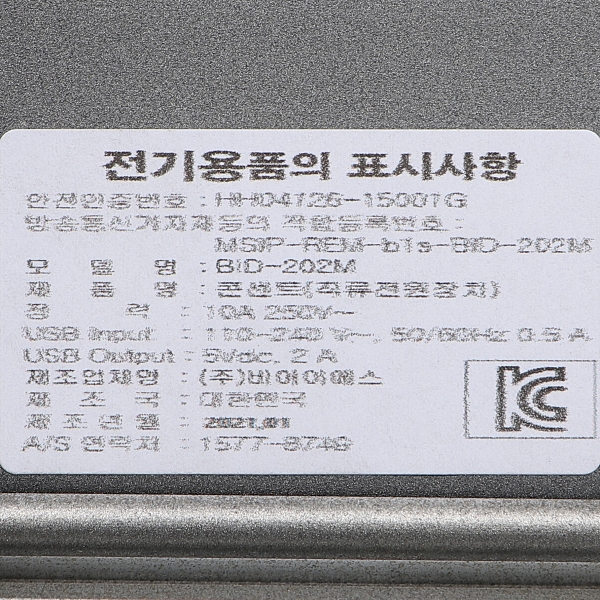 전기용품의 표시사항
안전인증번호 : HH04126-15001G
방송통신기자재등의 적합등록번호 :
MSIP-REM-b1s-BID-202M
모 델 명 : BID-202M
제 품 명 : 콘센트(직류전원장치)
정 격 : 10A 250V~
USB Input : 110-240 V~, 50/60Hz 0.5 A
USB Output : 5Vdc, 2 A
제조업체명 : (주)비아이에스
제 조 국 : 대한민국
제 조 년 월 : 2021.01
A/S 연락처 : 1577-8748